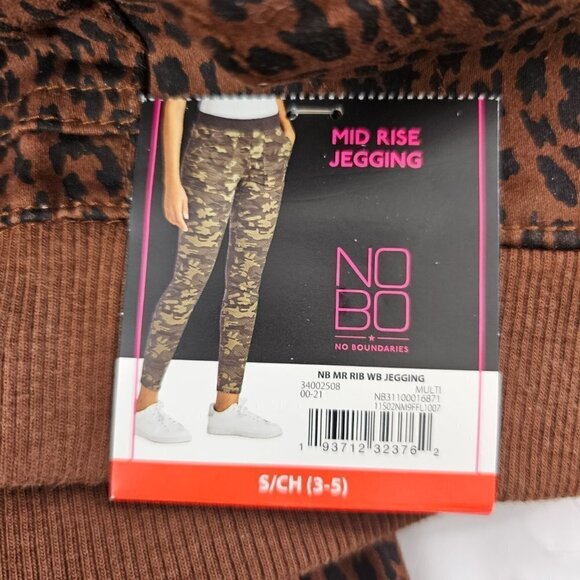 MID RISE
JEGGING
NO
BO
NO BOUNDARIES
NB MR RIB WB JEGGING
34002508
MULTI
00-21
NB31100016871
11502NM9FFL1007
1 93712 32376 2
S/CH (3-5)